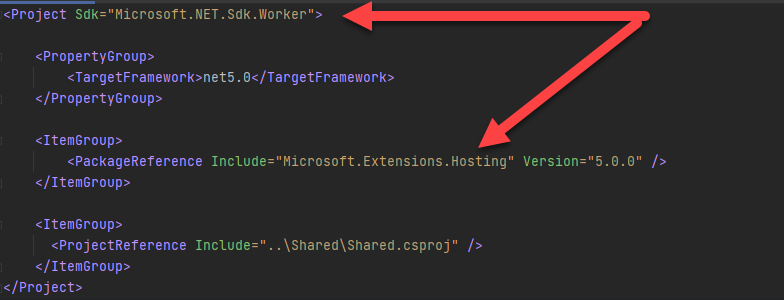 <Project Sdk="Microsoft.NET.Sdk.Worker">
<PropertyGroup>
<TargetFramework>net5.0</TargetFramework>
</PropertyGroup>
<ItemGroup>
<PackageReference Include="Microsoft.Extensions.Hosting" Version="5.0.0" />
</ItemGroup>
<ItemGroup>
<ProjectReference Include="..\Shared\Shared.csproj" />
</ItemGroup>
</Project>